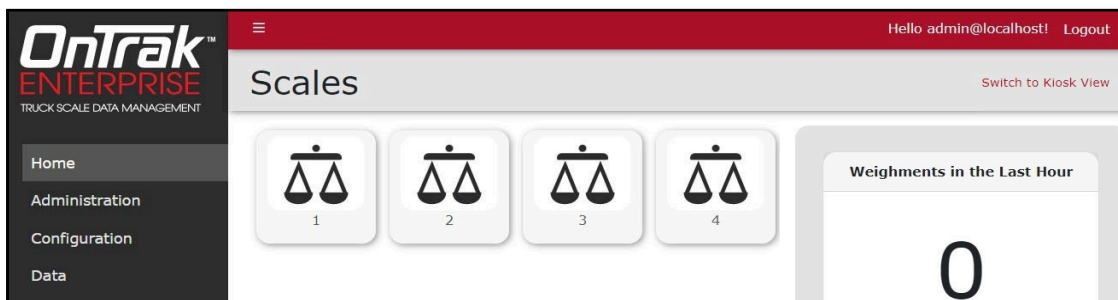 OnTrak™
ENTERPRISE
TRUCK SCALE DATA MANAGEMENT
Home
Administration
Configuration
Data
Hello admin@localhost! Logout
Scales
Switch to Kiosk View
1 2 3 4
Weighments in the Last Hour
0